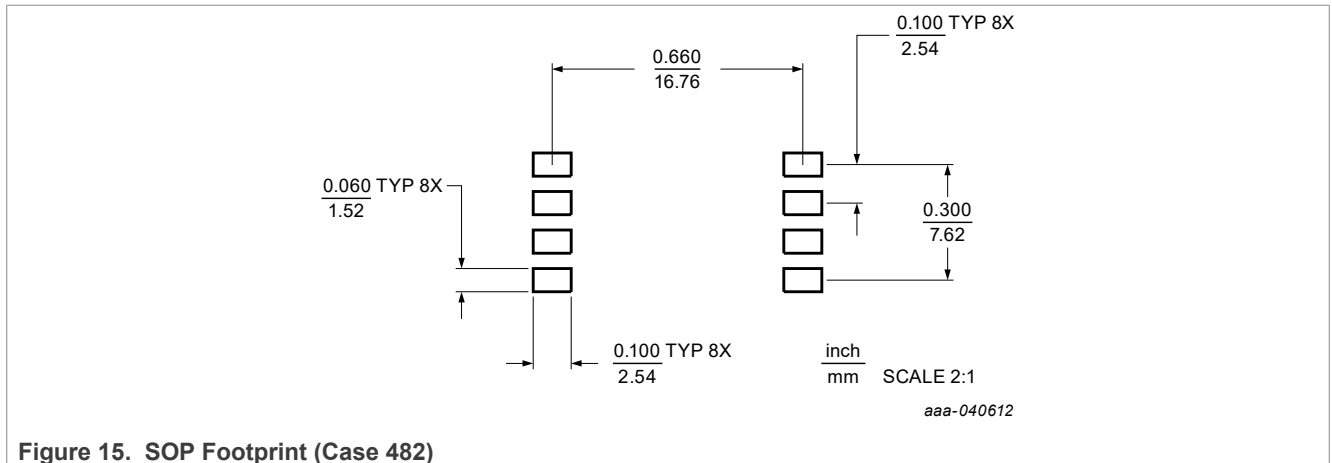 0.100 TYP 8X
2.54
0.660
16.76
0.060 TYP 8X
1.52
0.300
7.62
0.100 TYP 8X
2.54
inch
mm SCALE 2:1
aaa-040612
Figure 15. SOP Footprint (Case 482)